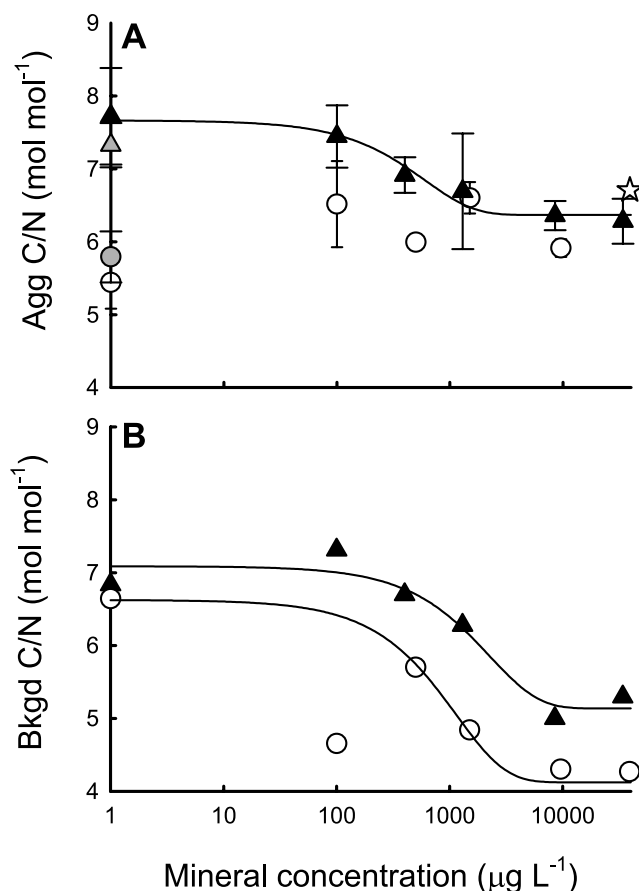 A
9
8
7
6
5
4
Agg C/N (mol mol⁻¹)
B
9
8
7
6
5
4
Bkgd C/N (mol mol⁻¹)
1 10 100 1000 10000
Mineral concentration (μg L⁻¹)